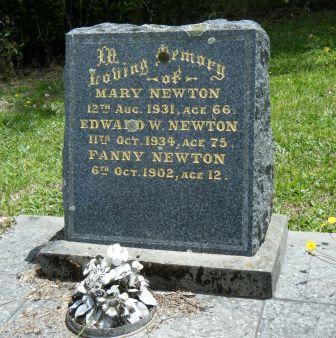 In
Loving Memory
of
MARY NEWTON
12TH AUG. 1931, AGE 66.
EDWARD W. NEWTON
11TH OCT. 1934, AGE 75.
FANNY NEWTON
6TH OCT. 1902, AGE 12.